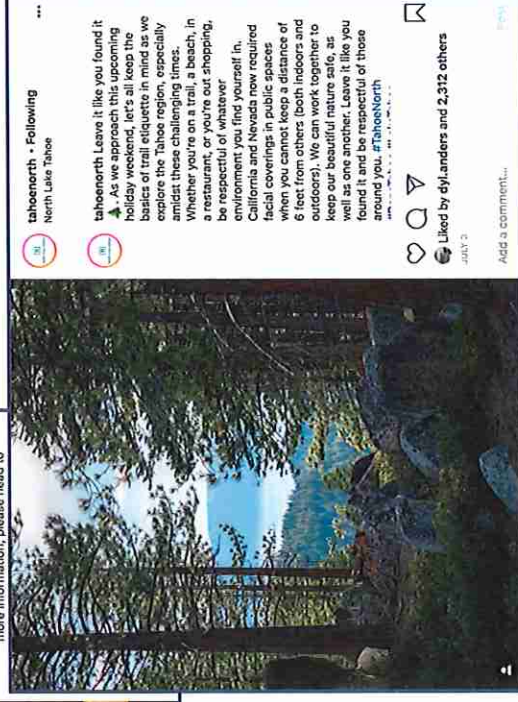 more information, please head to
tahoenorth • Following
North Lake Tahoe
tahoenorth Leave it like you found it
🌲. As we approach this upcoming
holiday weekend, let's all keep the
basics of trail etiquette in mind as we
explore the Tahoe region, especially
amidst these challenging times.
Whether you're on a trail, a beach, in
a restaurant, or you're out shopping,
be respectful of whatever
environment you find yourself in.
California and Nevada now required
facial coverings in public spaces
when you cannot keep a distance of
6 feet from others (both indoors and
outdoors). We can work together to
keep our beautiful nature safe, as
well as one another. Leave it like you
found it and be respectful of those
around you. #TahoeNorth
Liked by dyl.anders and 2,312 others
Add a comment...
Post